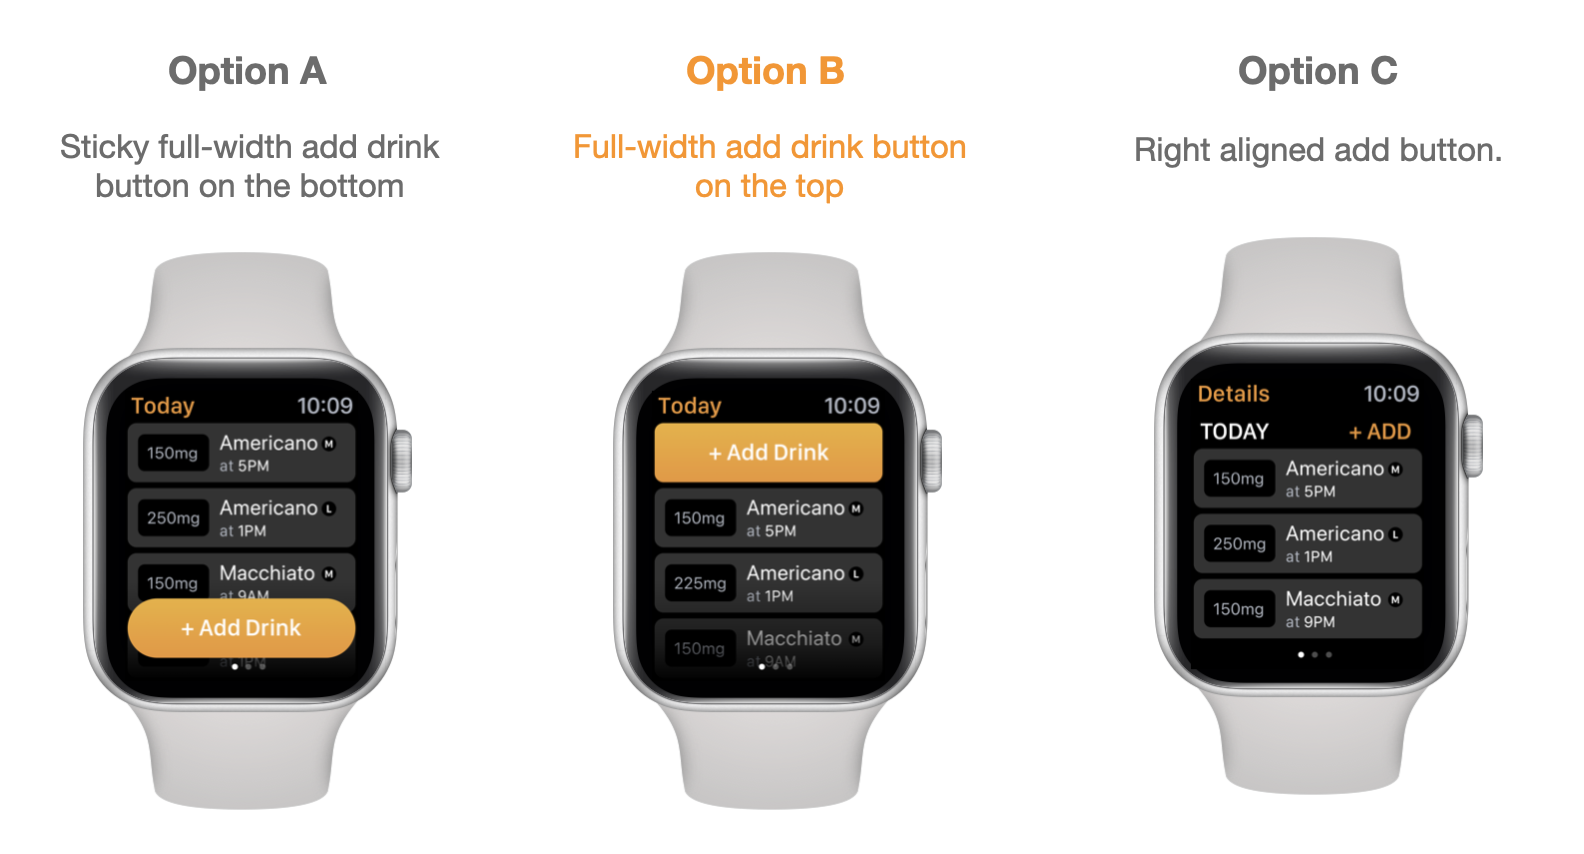 Option A
Sticky full-width add drink
button on the bottom
Today 10:09
150mg Americano M
at 5PM
250mg Americano L
at 1PM
150mg Macchiato M
at 9AM
+ Add Drink
at 1PM
Option B
Full-width add drink button
on the top
Today 10:09
+ Add Drink
150mg Americano M
at 5PM
225mg Americano L
at 1PM
150mg Macchiato M
at 9AM
Option C
Right aligned add button.
Details 10:09
TODAY + ADD
150mg Americano M
at 5PM
250mg Americano L
at 1PM
150mg Macchiato M
at 9PM